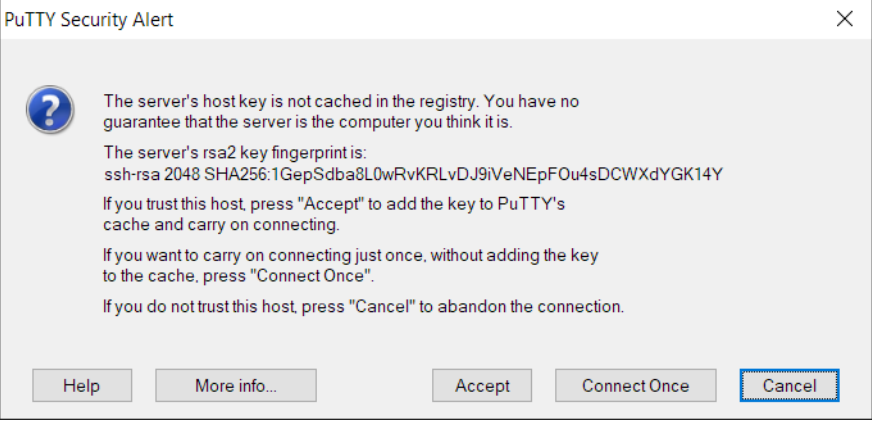 PuTTY Security Alert
The server's host key is not cached in the registry. You have no
guarantee that the server is the computer you think it is.
The server's rsa2 key fingerprint is:
ssh-rsa 2048 SHA256:1GepSdba8L0wRvKRLvDJ9iVeNEpFOu4sDCWXdYGK14Y
If you trust this host, press "Accept" to add the key to PuTTY's
cache and carry on connecting.
If you want to carry on connecting just once, without adding the key
to the cache, press "Connect Once".
If you do not trust this host, press "Cancel" to abandon the connection.
Help More info... Accept Connect Once Cancel